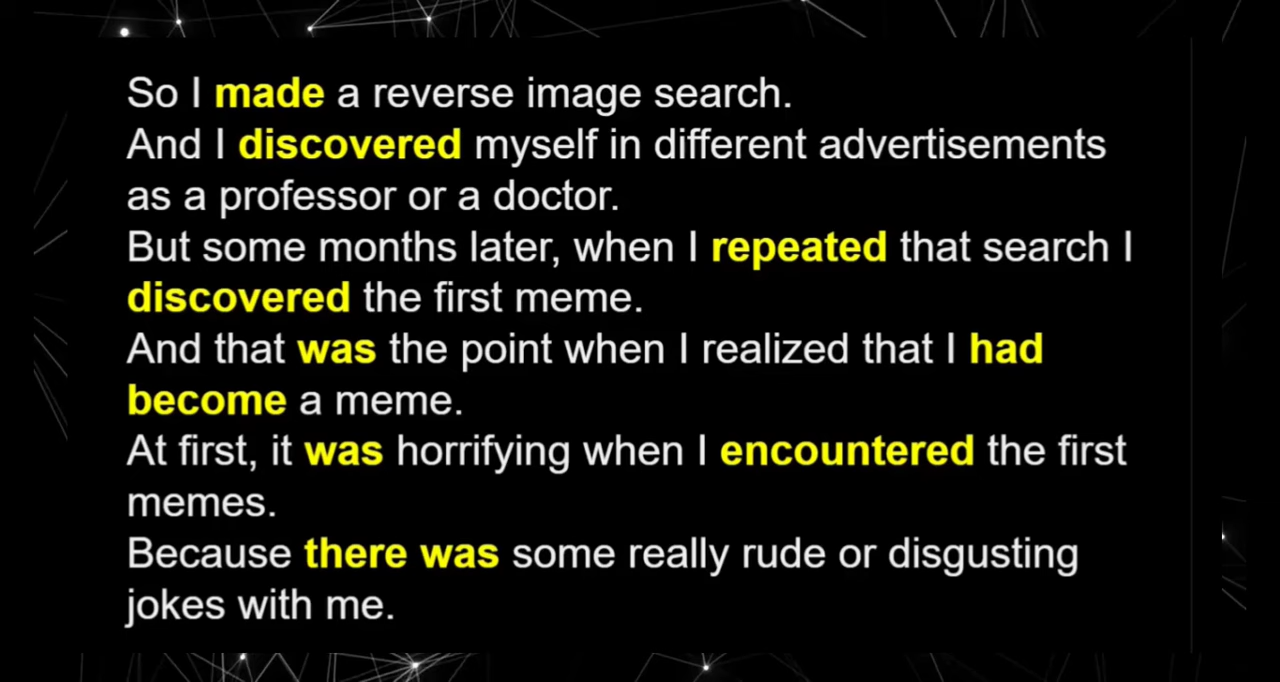 So I made a reverse image search.
And I discovered myself in different advertisements
as a professor or a doctor.
But some months later, when I repeated that search I
discovered the first meme.
And that was the point when I realized that I had
become a meme.
At first, it was horrifying when I encountered the first
memes.
Because there was some really rude or disgusting
jokes with me.